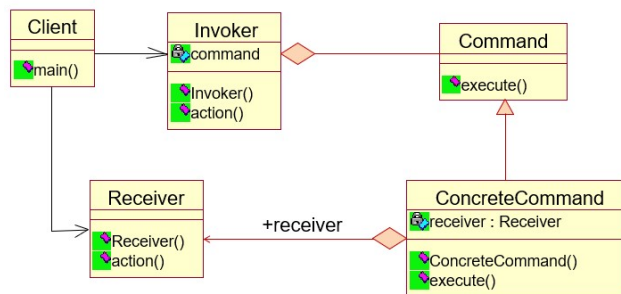 Client
main()
Invoker
command
Invoker()
action()
Command
execute()
Receiver
Receiver()
action()
+receiver
ConcreteCommand
receiver : Receiver
ConcreteCommand()
execute()